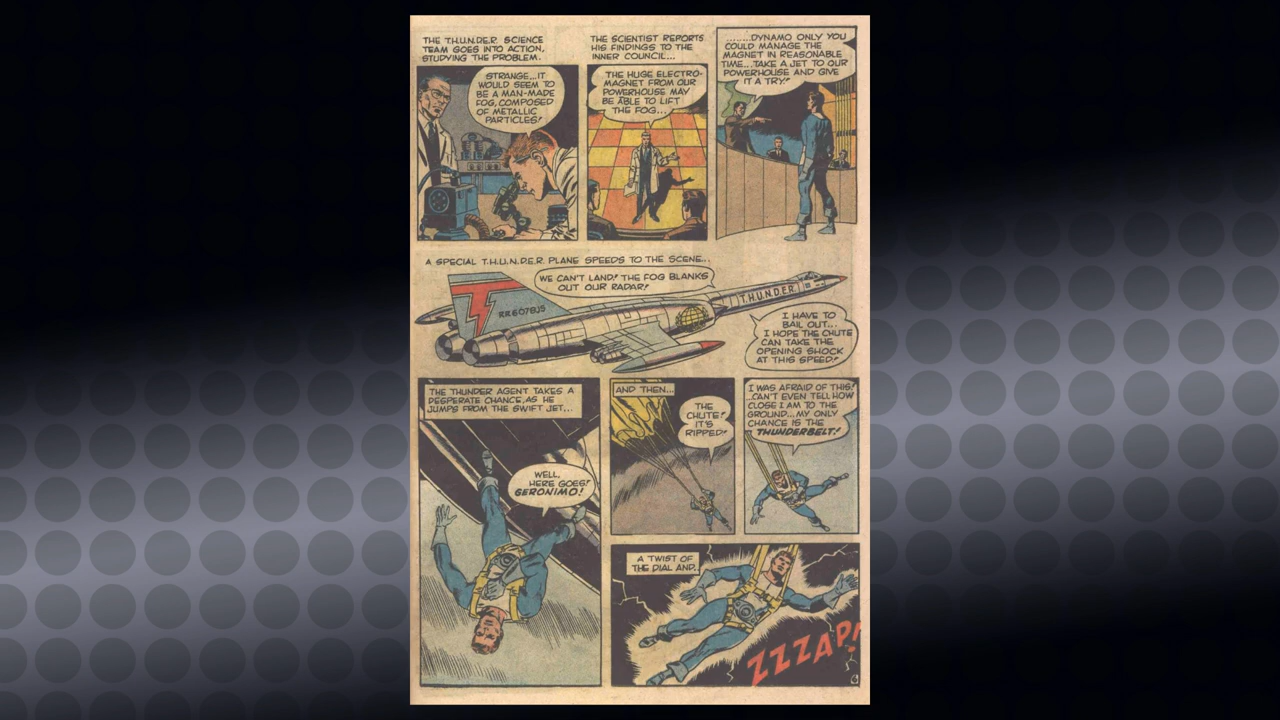 THE T.H.U.N.D.E.R. SCIENCE
TEAM GOES INTO ACTION,
STUDYING THE PROBLEM.
STRANGE...IT
WOULD SEEM TO
BE A MAN-MADE
FOG, COMPOSED
OF METALLIC
PARTICLES!
THE SCIENTIST REPORTS
HIS FINDINGS TO THE
INNER COUNCIL...
THE HUGE ELECTRO-
MAGNET FROM OUR
POWERHOUSE MAY
BE ABLE TO LIFT
THE FOG...
........DYNAMO ONLY YOU
COULD MANAGE THE
MAGNET IN REASONABLE
TIME...TAKE A JET TO OUR
POWERHOUSE AND GIVE
IT A TRY!
A SPECIAL T.H.U.N.D.E.R. PLANE SPEEDS TO THE SCENE...
WE CAN'T LAND! THE FOG BLANKS
OUT OUR RADAR!
T.H.U.N.D.E.R.
T
RR607BJS
I HAVE TO
BAIL OUT...
I HOPE THE CHUTE
CAN TAKE THE
OPENING SHOCK
AT THIS SPEED!
THE THUNDER AGENT TAKES A
DESPERATE CHANCE, AS HE
JUMPS FROM THE SWIFT JET...
WELL,
HERE GOES!
GERONIMO!
AND THEN...
THE
CHUTE!
IT'S
RIPPED!
I WAS AFRAID OF THIS!
...CAN'T EVEN TELL HOW
CLOSE I AM TO THE
GROUND...MY ONLY
CHANCE IS THE
THUNDERBELT!
A TWIST OF
THE DIAL AND..
ZZZAP!